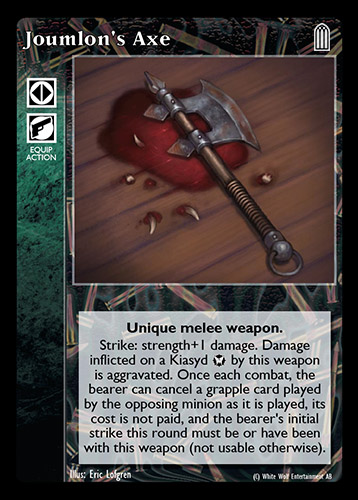 Joumlon's Axe
EQUIP
ACTION
Unique melee weapon.
Strike: strength+1 damage. Damage
inflicted on a Kiasyd by this weapon
is aggravated. Once each combat, the
bearer can cancel a grapple card played
by the opposing minion as it is played, its
cost is not paid, and the bearer's initial
strike this round must be or have been
with this weapon (not usable otherwise).
Illus: Eric Lofgren
(C) White Wolf Entertainment AB